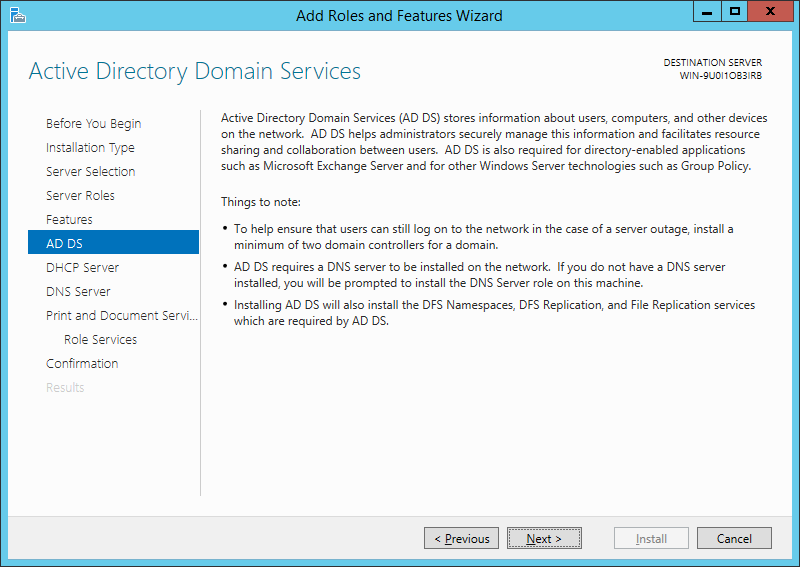 Add Roles and Features Wizard
Active Directory Domain Services
DESTINATION SERVER
WIN-9U0I1OB3IRB
Before You Begin
Installation Type
Server Selection
Server Roles
Features
AD DS
DHCP Server
DNS Server
Print and Document Servi...
Role Services
Confirmation
Results
Active Directory Domain Services (AD DS) stores information about users, computers, and other devices
on the network.  AD DS helps administrators securely manage this information and facilitates resource
sharing and collaboration between users.  AD DS is also required for directory-enabled applications
such as Microsoft Exchange Server and for other Windows Server technologies such as Group Policy.
Things to note:
• To help ensure that users can still log on to the network in the case of a server outage, install a
minimum of two domain controllers for a domain.
• AD DS requires a DNS server to be installed on the network.  If you do not have a DNS server
installed, you will be prompted to install the DNS Server role on this machine.
• Installing AD DS will also install the DFS Namespaces, DFS Replication, and File Replication services
which are required by AD DS.
< Previous
Next >
Install
Cancel